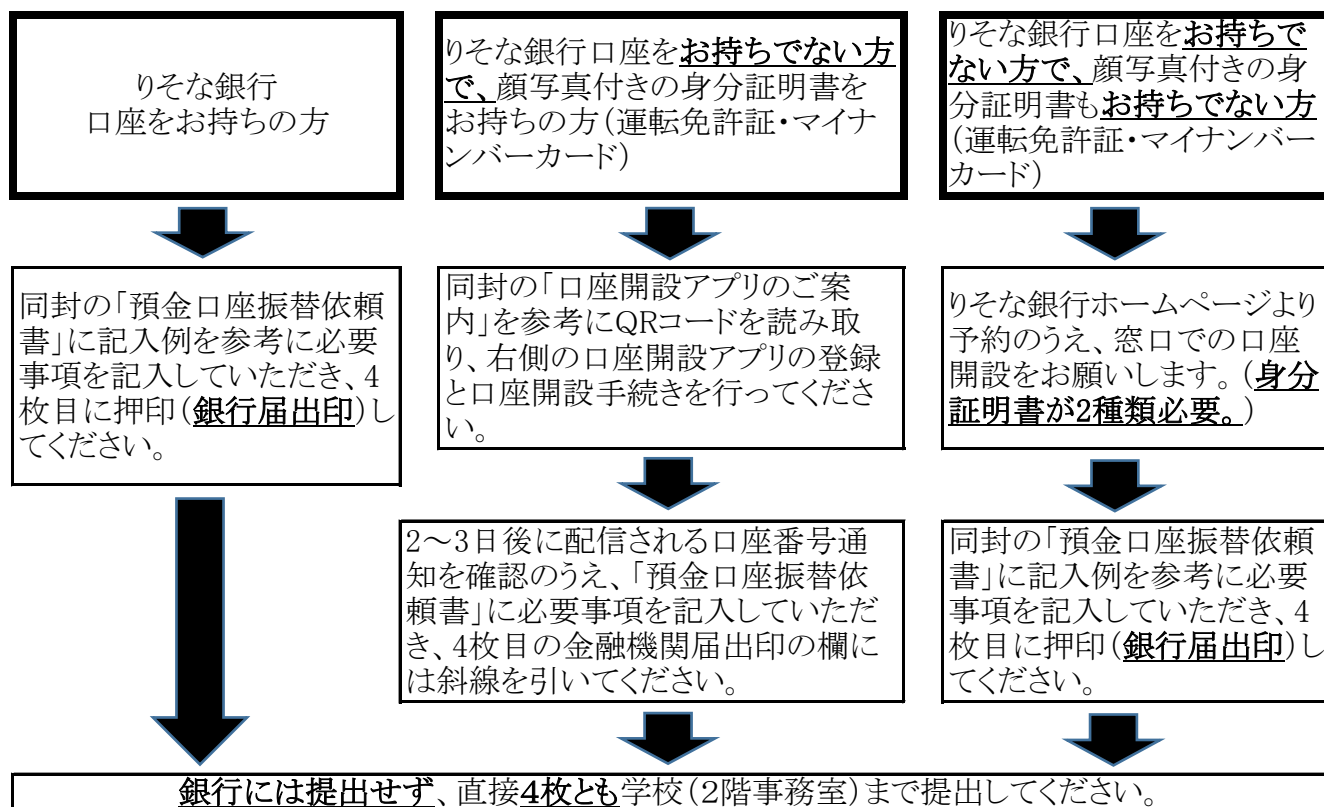 りそな銀行
口座をお持ちの方
りそな銀行口座をお持ちでない方
で、顔写真付きの身分証明書を
お持ちの方(運転免許証・マイナ
ンバーカード)
りそな銀行口座をお持ちで
ない方で、顔写真付きの身
分証明書もお持ちでない方
(運転免許証・マイナンバー
カード)
同封の「預金口座振替依頼
書」に記入例を参考に必要
事項を記入していただき、4
枚目に押印(銀行届出印)し
てください。
同封の「口座開設アプリのご案
内」を参考にQRコードを読み取
り、右側の口座開設アプリの登録
と口座開設手続きを行ってくださ
い。
りそな銀行ホームページより
予約のうえ、窓口での口座
開設をお願いします。(身分
証明書が2種類必要。)
2~3日後に配信される口座番号通
知を確認のうえ、「預金口座振替依
頼書」に必要事項を記入していただ
き、4枚目の金融機関届出印の欄に
は斜線を引いてください。
同封の「預金口座振替依頼
書」に記入例を参考に必要
事項を記入していただき、4
枚目に押印(銀行届出印)し
てください。
銀行には提出せず、直接4枚とも学校(2階事務室)まで提出してください。